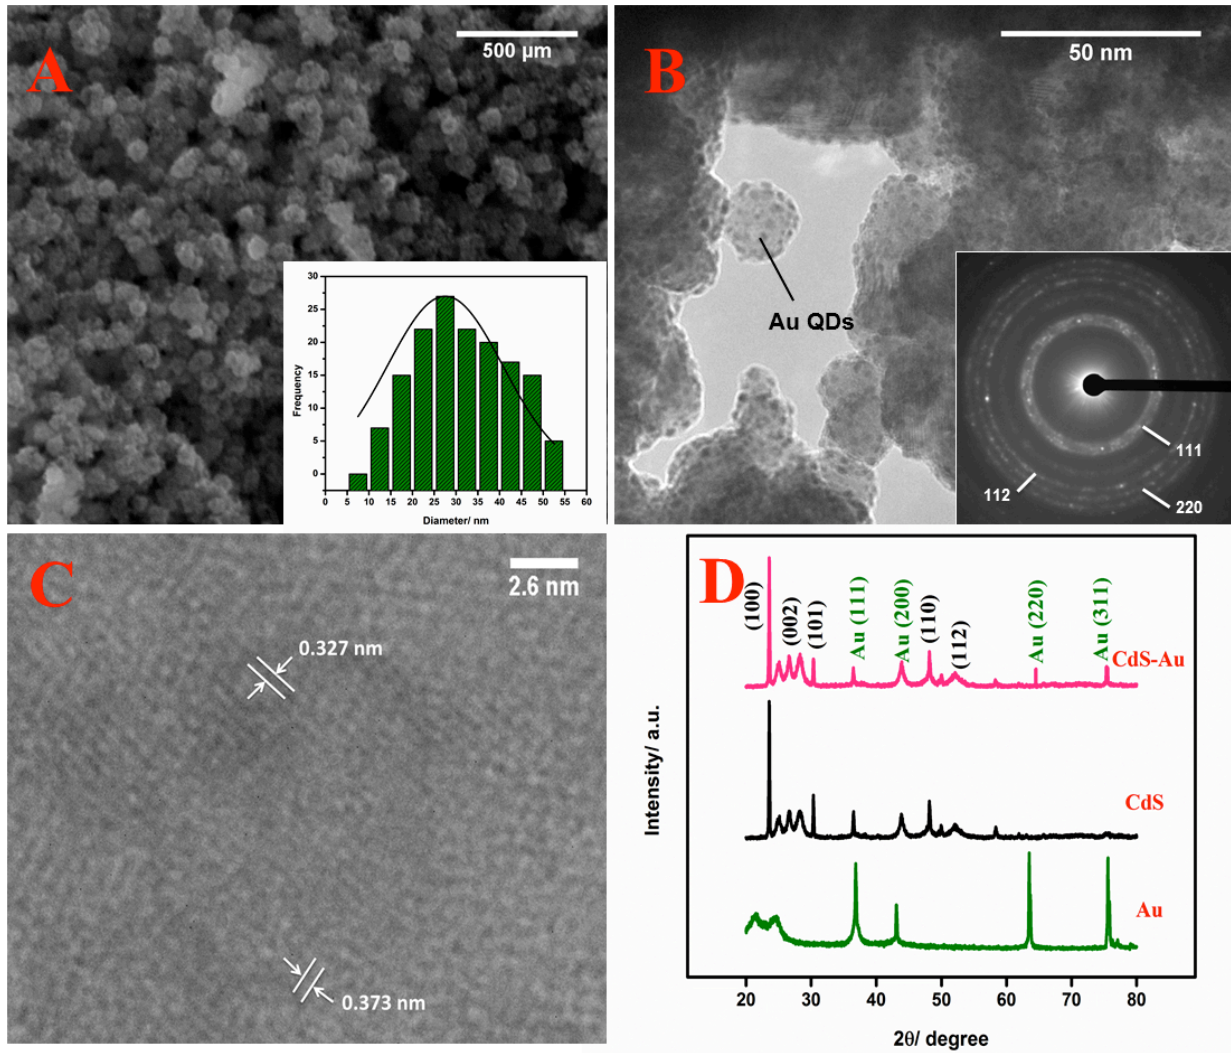 A
500 µm
30
25
20
15
10
5
0
Frequency
0 5 10 15 20 25 30 35 40 45 50 55 60
Diameter/ nm
B
50 nm
Au QDs
111
112
220
C
2.6 nm
0.327 nm
0.373 nm
D
(100)
(002)
(101)
Au (111)
Au (200)
(110)
(112)
Au (220)
Au (311)
CdS-Au
CdS
Au
Intensity/ a.u.
20 30 40 50 60 70 80
2θ/ degree